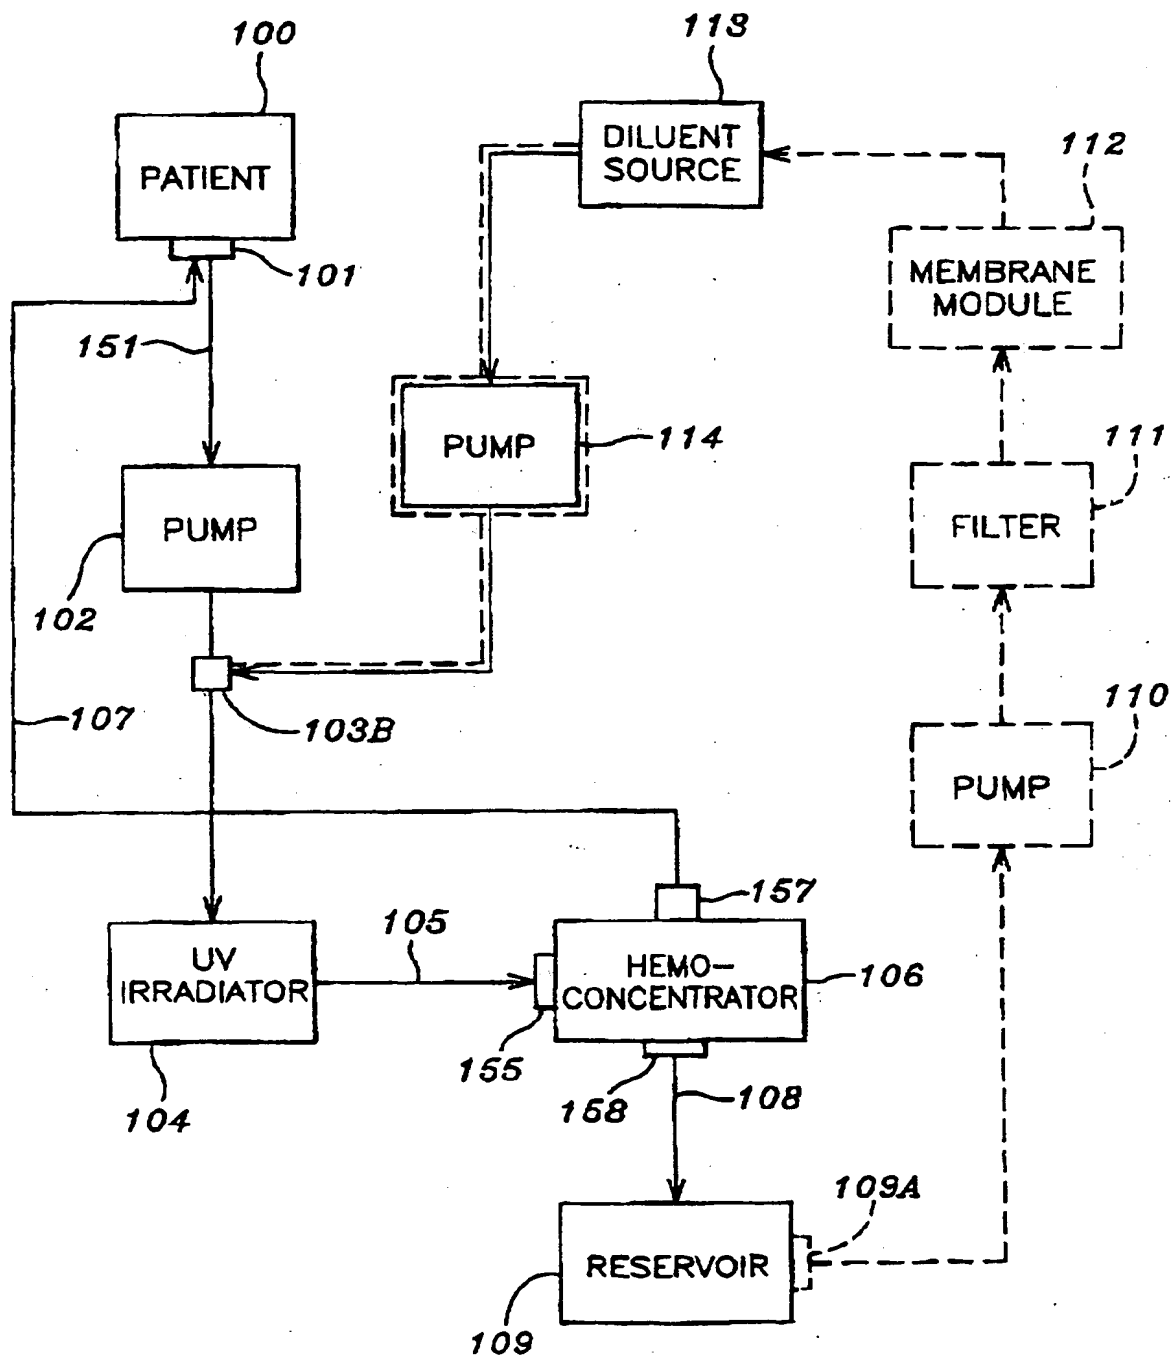 100
113
PATIENT
DILUENT
SOURCE
112
101
MEMBRANE
MODULE
151
PUMP
114
111
PUMP
FILTER
102
103B
107
110
PUMP
157
105
UV
IRRADIATOR
HEMO-
CONCENTRATOR
106
155
158
108
104
109A
RESERVOIR
109